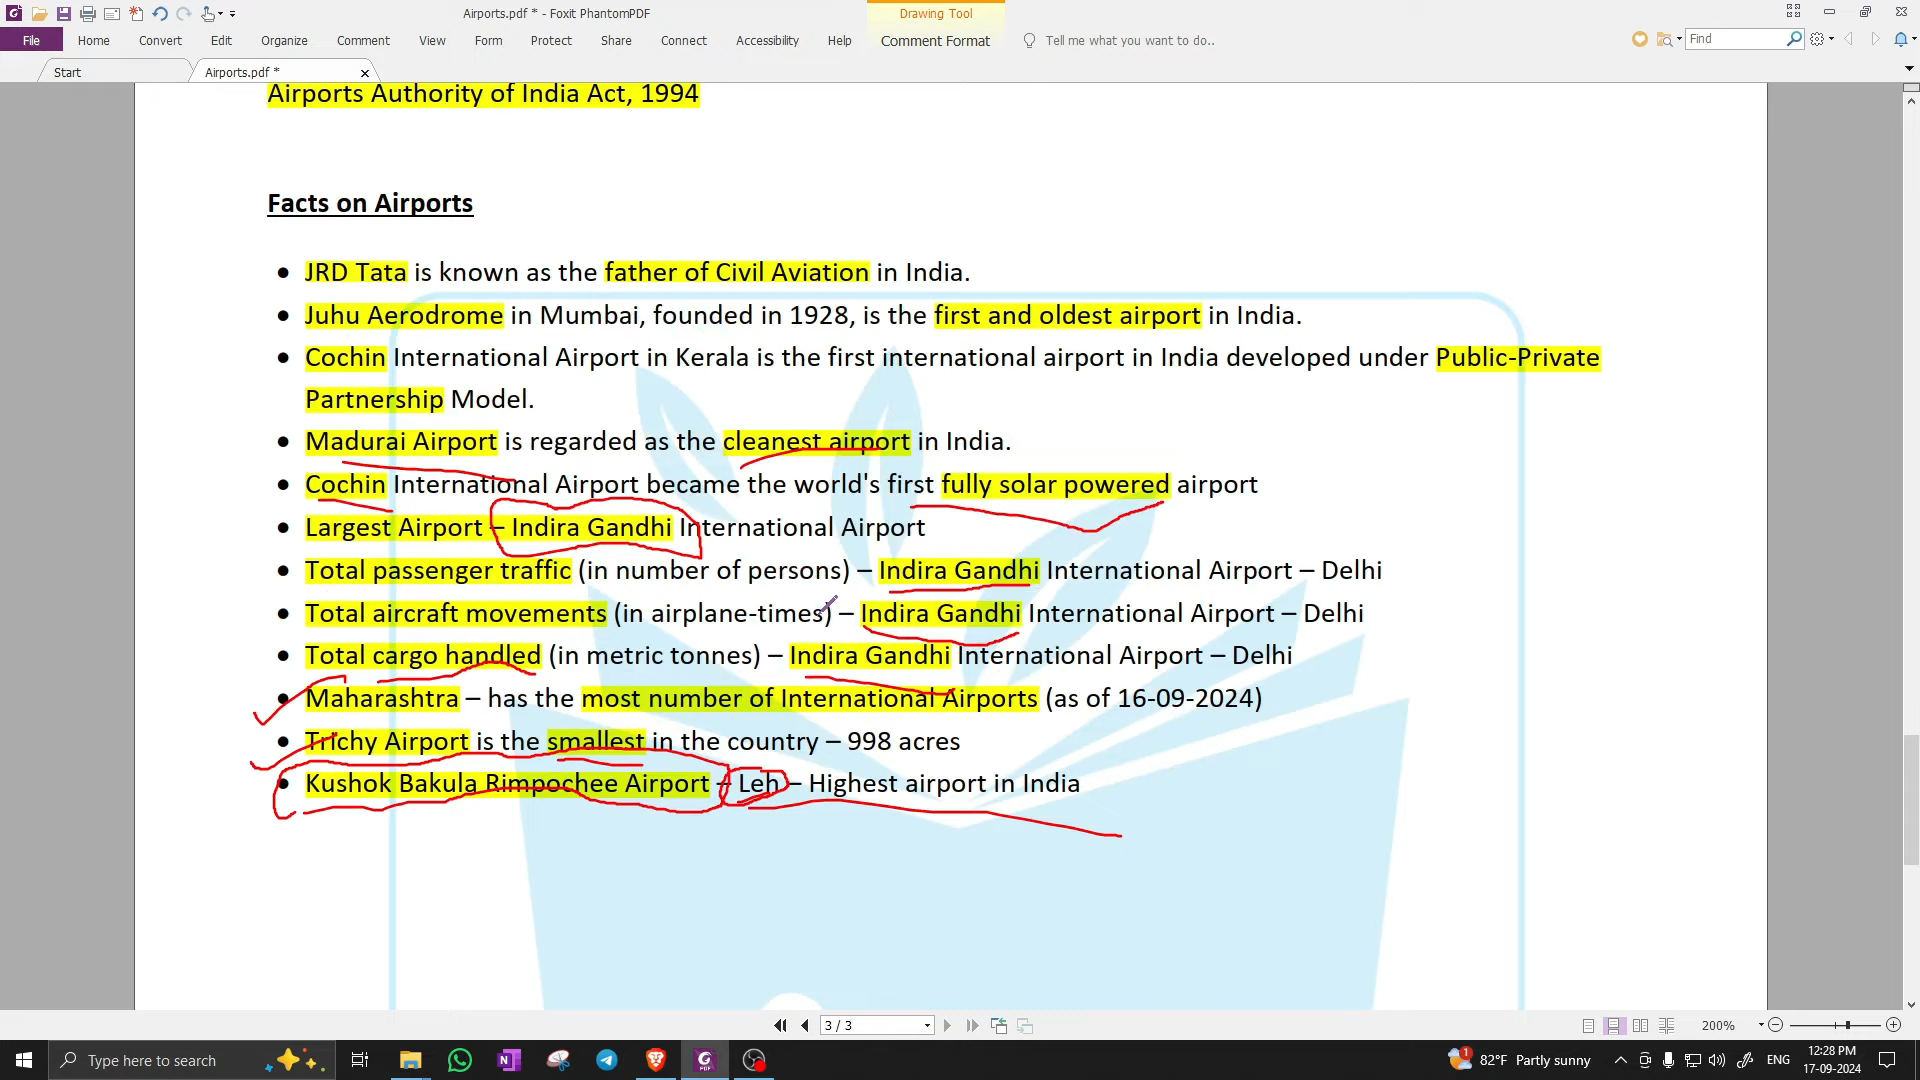 Airports.pdf * - Foxit PhantomPDF
Drawing Tool
File Home Convert Edit Organize Comment View Form Protect Share Connect Accessibility Help Comment Format Tell me what you want to do.. Find
Start Airports.pdf *
Airports Authority of India Act, 1994
Facts on Airports
• JRD Tata is known as the father of Civil Aviation in India.
• Juhu Aerodrome in Mumbai, founded in 1928, is the first and oldest airport in India.
• Cochin International Airport in Kerala is the first international airport in India developed under Public-Private
Partnership Model.
• Madurai Airport is regarded as the cleanest airport in India.
• Cochin International Airport became the world's first fully solar powered airport
• Largest Airport – Indira Gandhi International Airport
• Total passenger traffic (in number of persons) – Indira Gandhi International Airport – Delhi
• Total aircraft movements (in airplane-times) – Indira Gandhi International Airport – Delhi
• Total cargo handled (in metric tonnes) – Indira Gandhi International Airport – Delhi
• Maharashtra – has the most number of International Airports (as of 16-09-2024)
• Trichy Airport is the smallest in the country – 998 acres
• Kushok Bakula Rimpochee Airport – Leh – Highest airport in India
3 / 3
200%
Type here to search
82°F Partly sunny
ENG
12:28 PM
17-09-2024